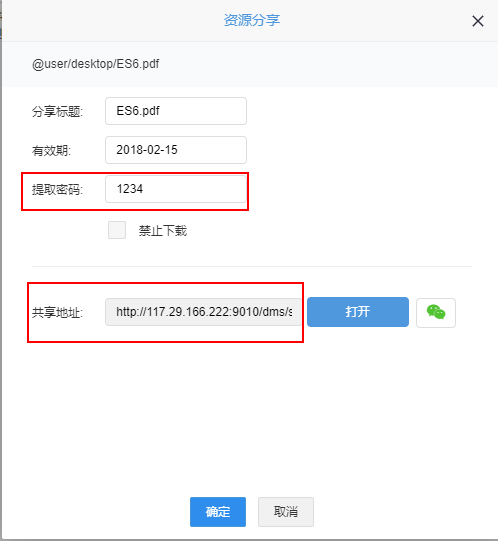 资源分享
@user/desktop/ES6.pdf
分享标题: ES6.pdf
有效期: 2018-02-15
提取密码: 1234
禁止下载
共享地址: http://117.29.166.222:9010/dms/s 打开
确定 取消